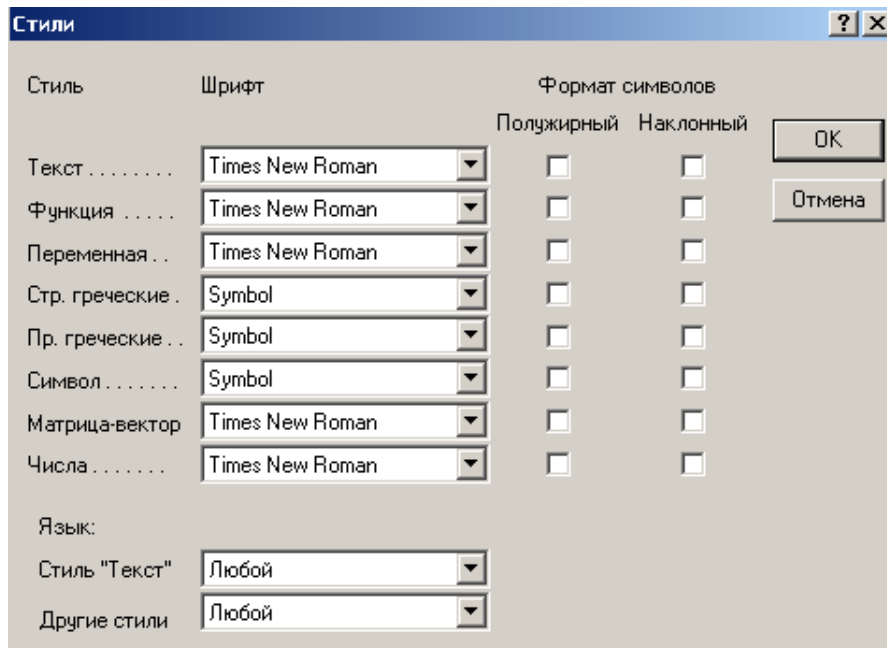 Стили
Стиль Шрифт Формат символов
Полужирный Наклонный
OK
Текст . . . . . . . . Times New Roman
Отмена
Функция . . . . . Times New Roman
Переменная . . Times New Roman
Стр. греческие . Symbol
Пр. греческие . . Symbol
Символ . . . . . . . Symbol
Матрица-вектор Times New Roman
Числа . . . . . . . Times New Roman
Язык:
Стиль "Текст" Любой
Другие стили Любой